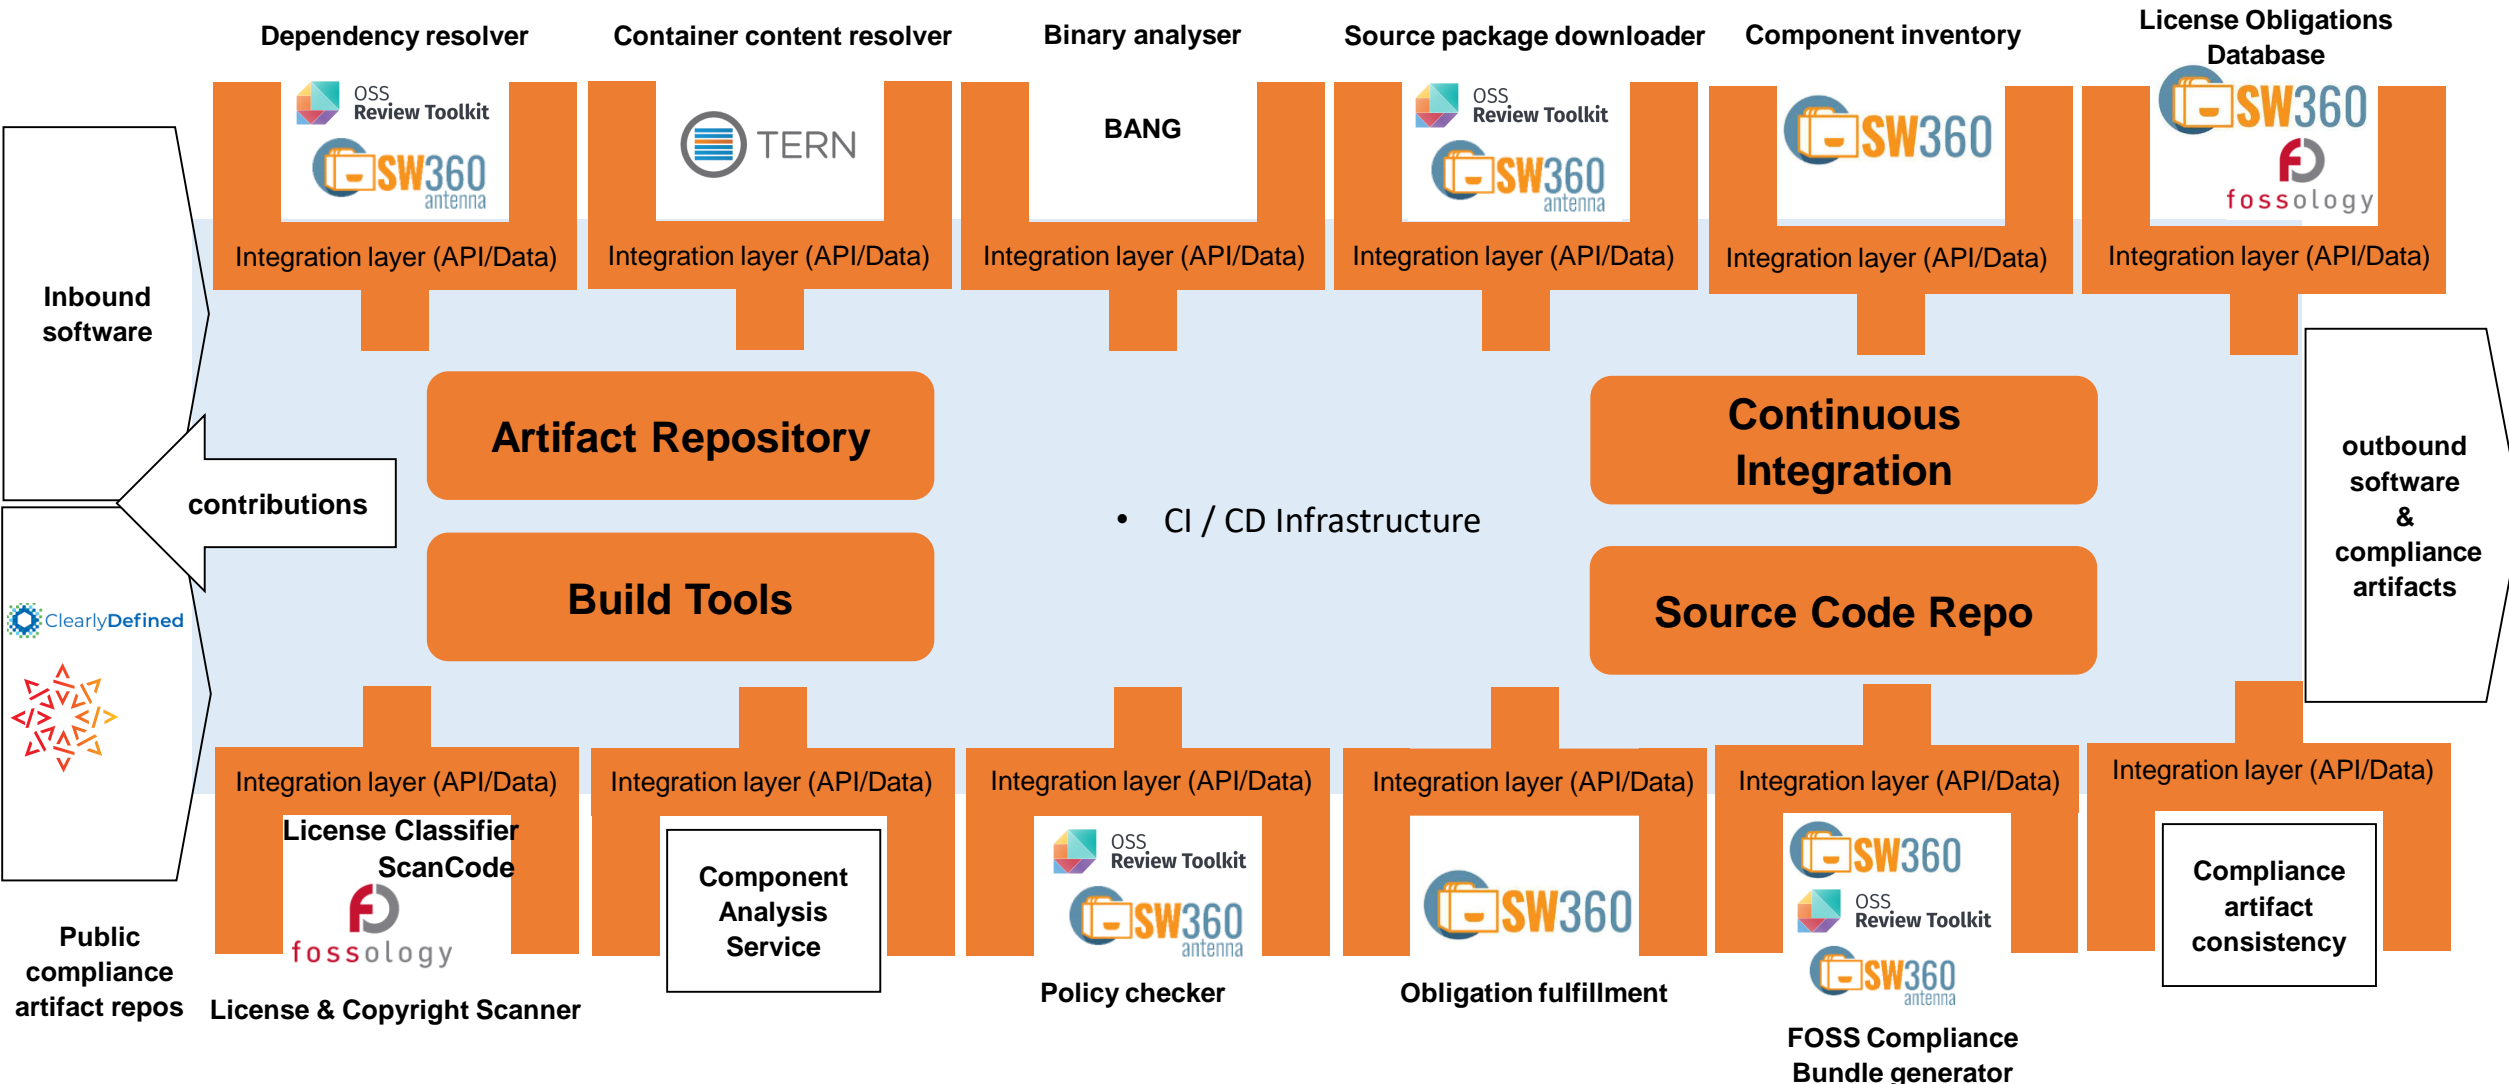 Dependency resolver
Container content resolver
Binary analyser
Source package downloader
Component inventory
License Obligations
Database
OSS
Review Toolkit
SW360
antenna
TERN
BANG
OSS
Review Toolkit
SW360
antenna
SW360
SW360
fossology
Integration layer (API/Data)
Integration layer (API/Data)
Integration layer (API/Data)
Integration layer (API/Data)
Integration layer (API/Data)
Integration layer (API/Data)
Inbound
software
contributions
Artifact Repository
Build Tools
• CI / CD Infrastructure
Continuous
Integration
Source Code Repo
outbound
software
&
compliance
artifacts
ClearlyDefined
Public
compliance
artifact repos
Integration layer (API/Data)
Integration layer (API/Data)
Integration layer (API/Data)
Integration layer (API/Data)
Integration layer (API/Data)
Integration layer (API/Data)
License Classifier
ScanCode
fossology
License & Copyright Scanner
Component
Analysis
Service
OSS
Review Toolkit
SW360
antenna
Policy checker
SW360
Obligation fulfillment
SW360
OSS
Review Toolkit
SW360
antenna
FOSS Compliance
Bundle generator
Compliance
artifact
consistency